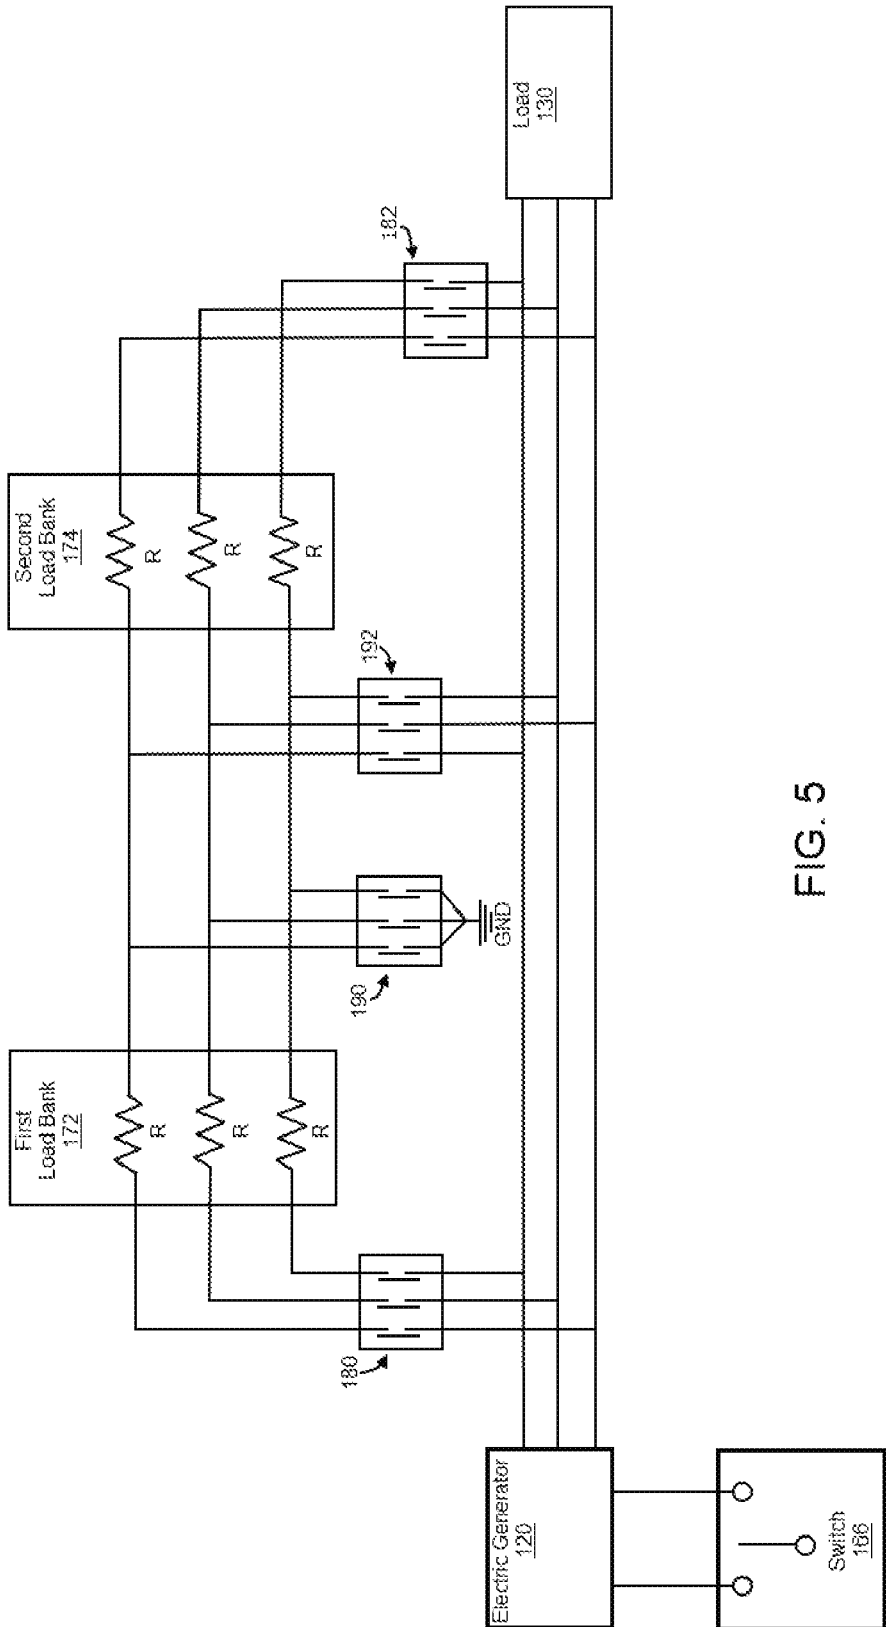 First
Load Bank
172
R
R
R
Second
Load Bank
174
R
R
R
180
190
GND
192
182
Electric Generator
120
Load
130
Switch
166
FIG. 5